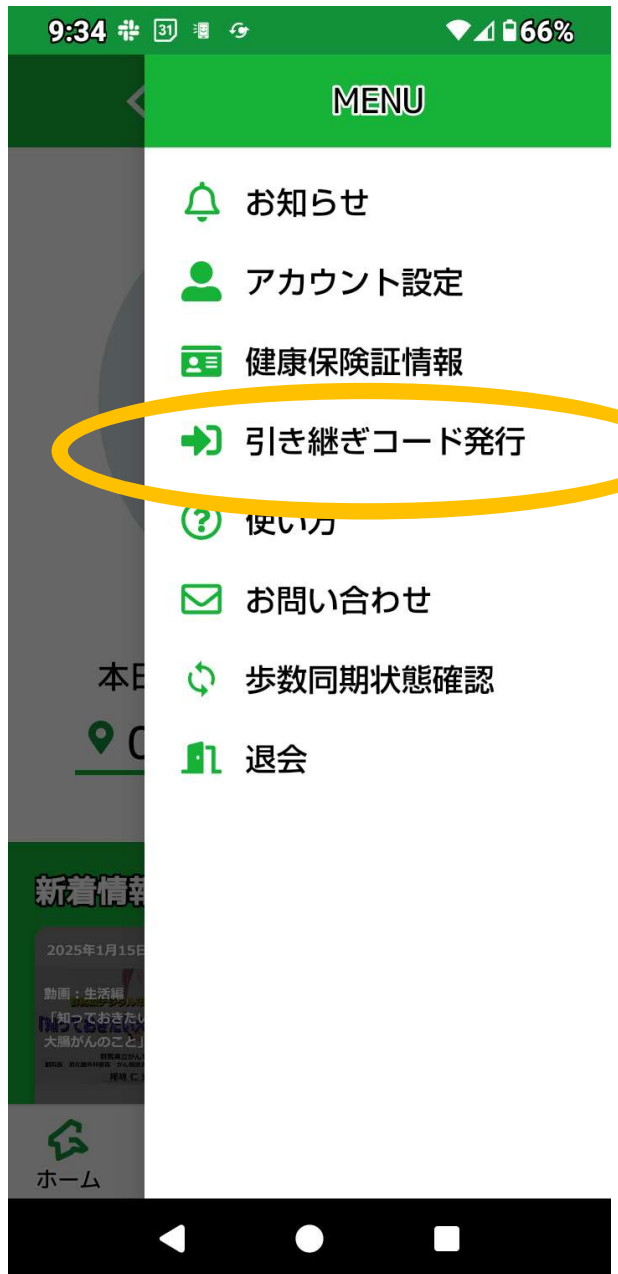 9:34
31
66%
MENU
お知らせ
アカウント設定
健康保険証情報
引き継ぎコード発行
使い方
お問い合わせ
歩数同期状態確認
退会
本日
0
新着情報
2025年1月15日
動画：生活編
「知っておきたい
大腸がんのこと」
ホーム